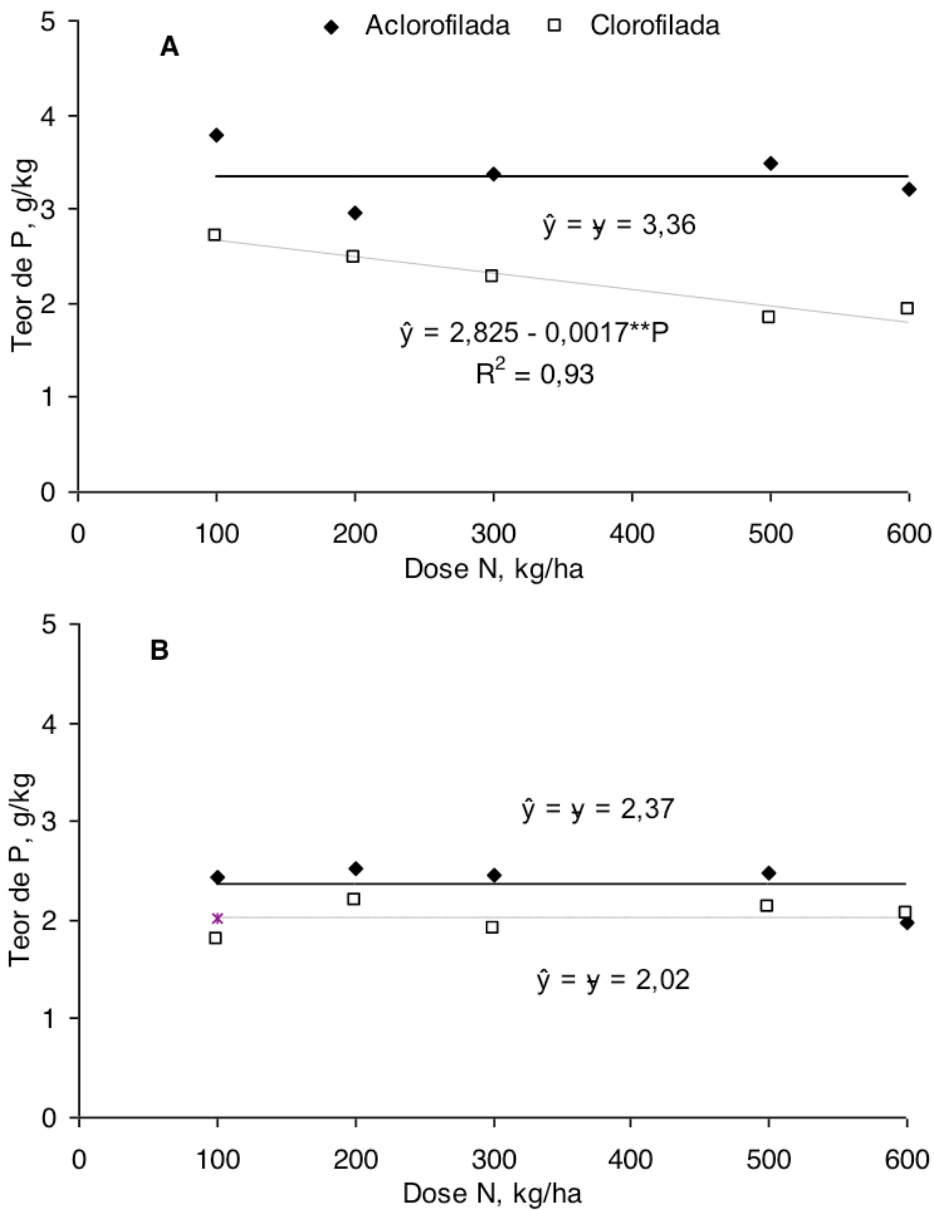 Aclorofilada Clorofilada
A
5
4
3
2
1
0
Teor de P, g/kg
ŷ = y = 3,36
ŷ = 2,825 - 0,0017**P
R² = 0,93
0 100 200 300 400 500 600
Dose N, kg/ha
B
5
4
3
2
1
0
Teor de P, g/kg
ŷ = y = 2,37
ŷ = y = 2,02
0 100 200 300 400 500 600
Dose N, kg/ha